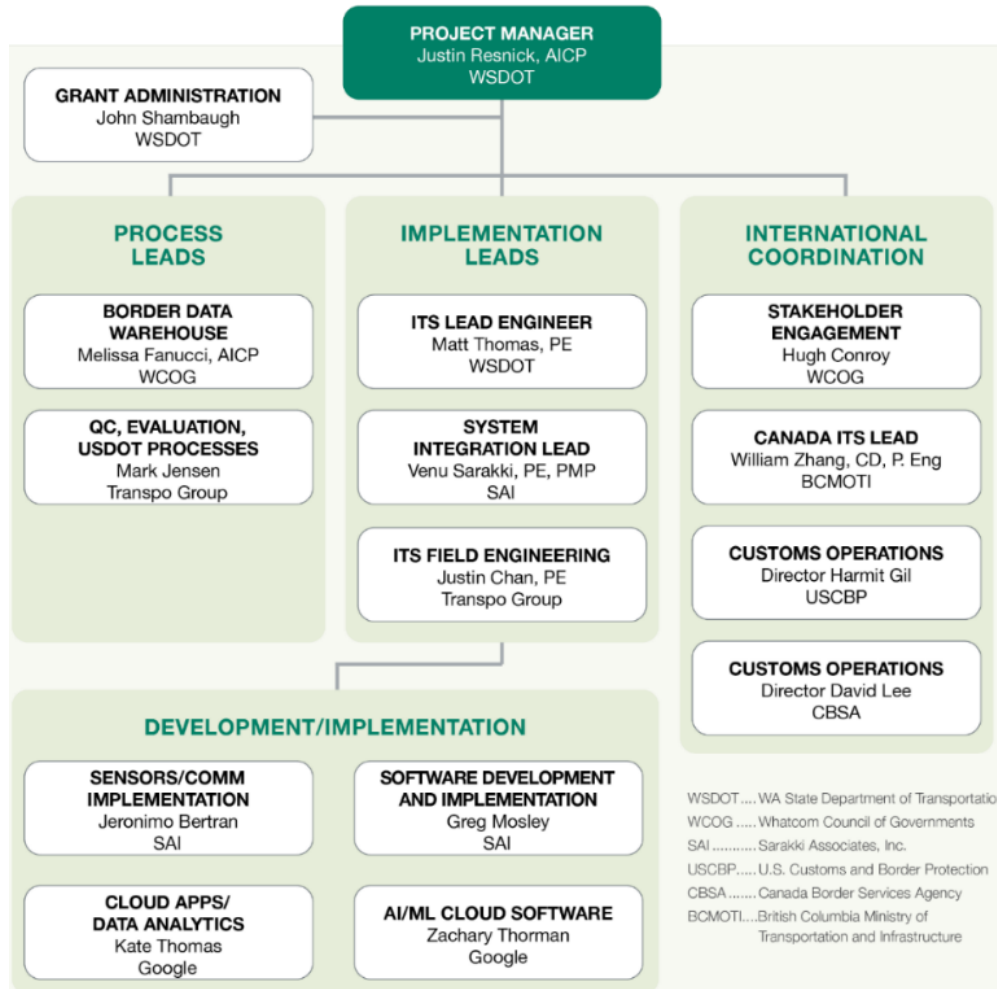 PROJECT MANAGER
Justin Resnick, AICP
WSDOT
GRANT ADMINISTRATION
John Shambaugh
WSDOT
PROCESS
LEADS
BORDER DATA
WAREHOUSE
Melissa Fanucci, AICP
WCOG
QC, EVALUATION,
USDOT PROCESSES
Mark Jensen
Transpo Group
IMPLEMENTATION
LEADS
ITS LEAD ENGINEER
Matt Thomas, PE
WSDOT
SYSTEM
INTEGRATION LEAD
Venu Sarakki, PE, PMP
SAI
ITS FIELD ENGINEERING
Justin Chan, PE
Transpo Group
INTERNATIONAL
COORDINATION
STAKEHOLDER
ENGAGEMENT
Hugh Conroy
WCOG
CANADA ITS LEAD
William Zhang, CD, P. Eng
BCMOTI
CUSTOMS OPERATIONS
Director Harmit Gil
USCBP
CUSTOMS OPERATIONS
Director David Lee
CBSA
DEVELOPMENT/IMPLEMENTATION
SENSORS/COMM
IMPLEMENTATION
Jeronimo Bertran
SAI
SOFTWARE DEVELOPMENT
AND IMPLEMENTATION
Greg Mosley
SAI
CLOUD APPS/
DATA ANALYTICS
Kate Thomas
Google
AI/ML CLOUD SOFTWARE
Zachary Thorman
Google
WSDOT.... WA State Department of Transportatio
WCOG ..... Whatcom Council of Governments
SAI .......... Sarakki Associates, Inc.
USCBP..... U.S. Customs and Border Protection
CBSA ....... Canada Border Services Agency
BCMOTI.... British Columbia Ministry of
Transportation and Infrastructure